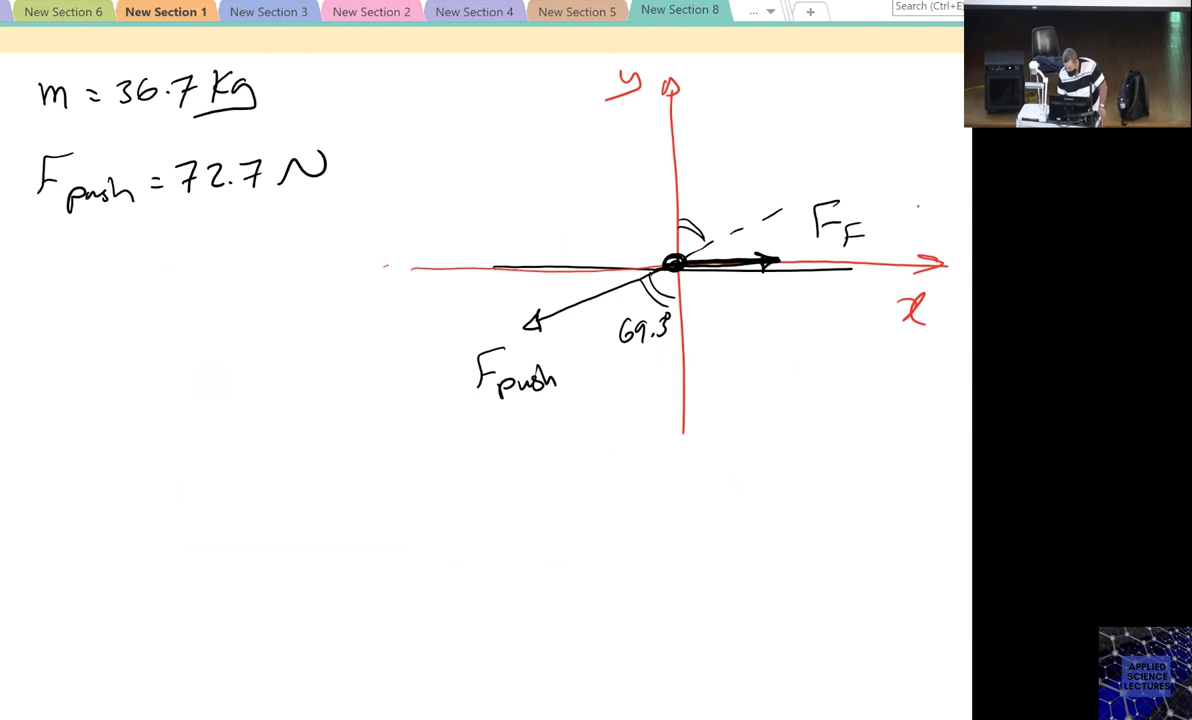 New Section 6 New Section 1 New Section 3 New Section 2 New Section 4 New Section 5 New Section 8 ... +
Search (Ctrl+E)
m = 36.7 Kg
y
F push = 72.7 N
F F
x
69.3°
F push
APPLIED
SCIENCE
LECTURES